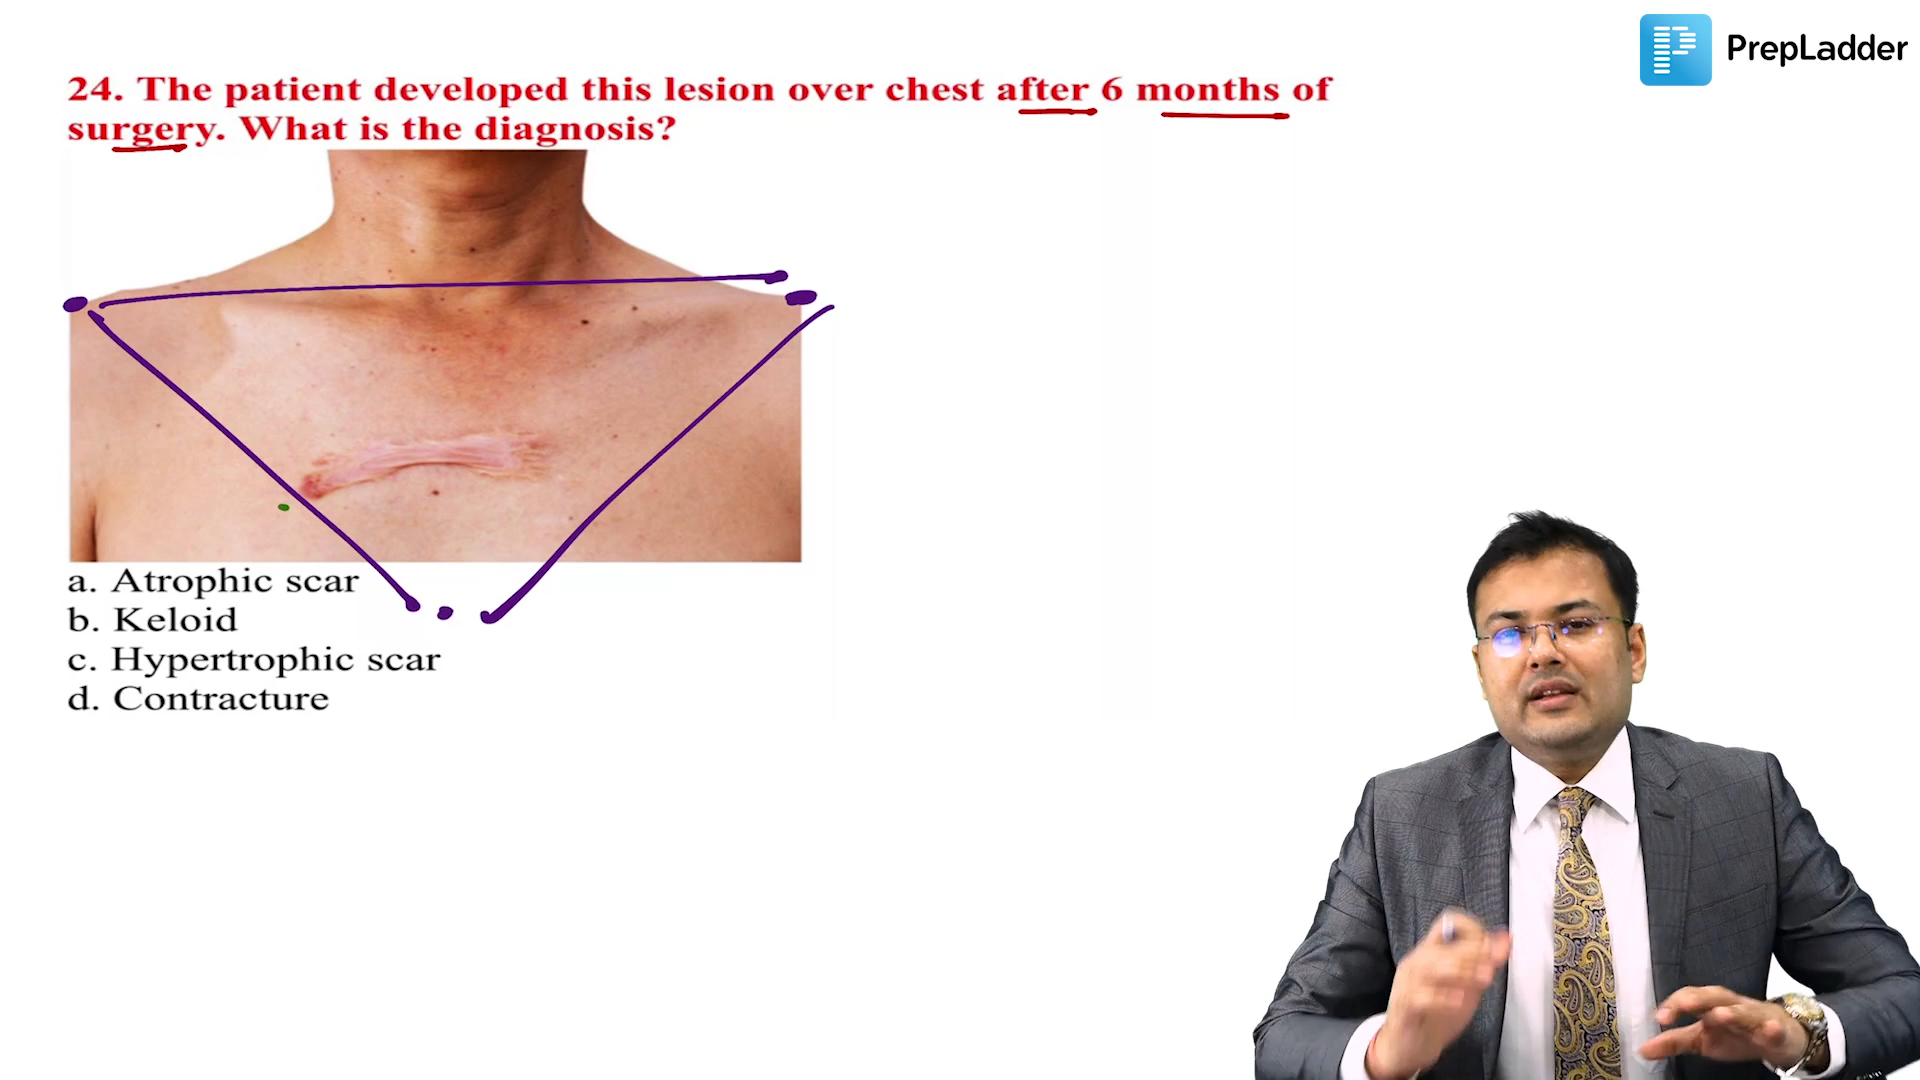 PrepLadder
24. The patient developed this lesion over chest after 6 months of
surgery. What is the diagnosis?
a. Atrophic scar
b. Keloid
c. Hypertrophic scar
d. Contracture